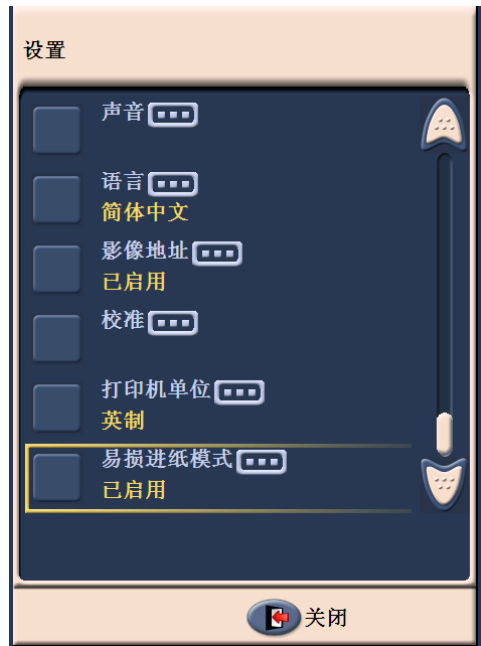 设置
声音
语言
简体中文
影像地址
已启用
校准
打印机单位
英制
易损进纸模式
已启用
关闭